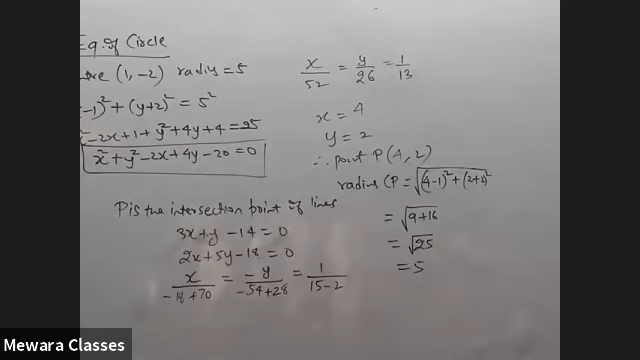 Eq. of Circle
(1, -2) radius = 5
-1)² + (y+2)² = 5²
- 2x + 1 + y² + 4y + 4 = 25
x² + y² - 2x + 4y - 20 = 0
P is the intersection point of lines
3x + y - 14 = 0
2x + 5y - 18 = 0
x/(-18+70) = -y/(-54+28) = 1/(15-2)
x/52 = y/26 = 1/13
x = 4
y = 2
∴ point P(4, 2)
radius CP = √((4-1)² + (2+2)²
= √(9+16)
= √25
= 5
Mewara Classes